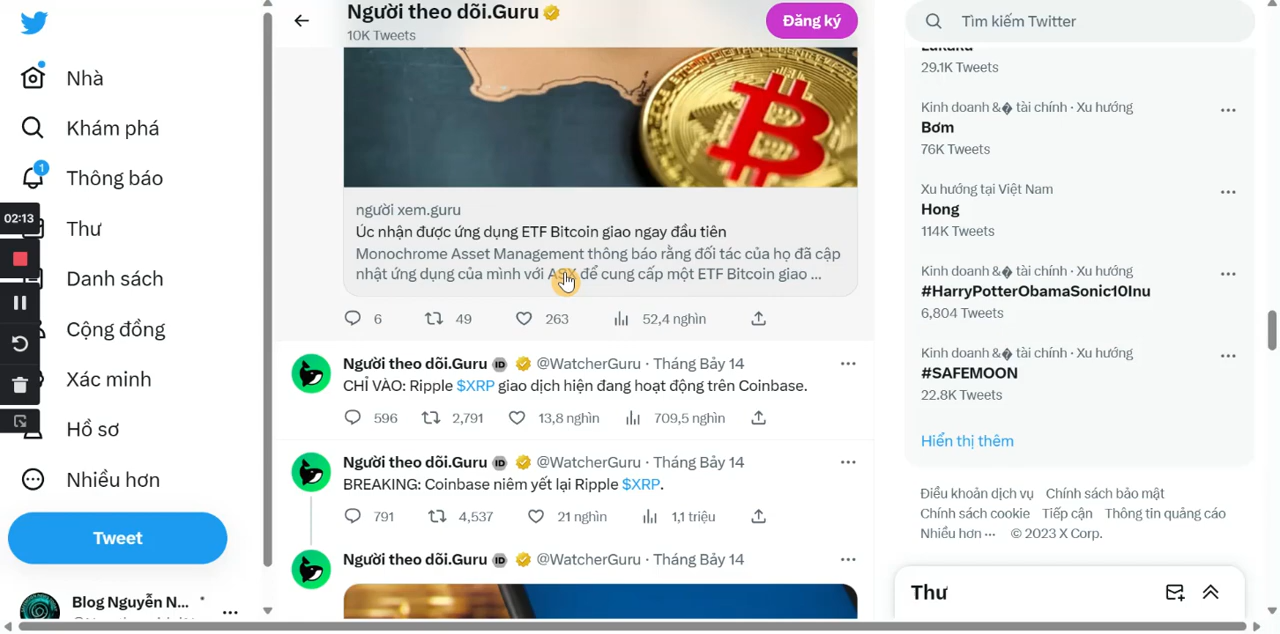 Nhà
Khám phá
1
Thông báo
02:13
Thư
Danh sách
Cộng đồng
Xác minh
Hồ sơ
Nhiều hơn
Tweet
Blog Nguyễn N...
Người theo dõi.Guru
10K Tweets
Đăng ký
người xem.guru
Úc nhận được ứng dụng ETF Bitcoin giao ngay đầu tiên
Monochrome Asset Management thông báo rằng đối tác của họ đã cập
nhật ứng dụng của mình với ASX để cung cấp một ETF Bitcoin giao ...
6 49 263 52,4 nghìn
Người theo dõi.Guru ID @WatcherGuru · Tháng Bảy 14
CHỈ VÀO: Ripple $XRP giao dịch hiện đang hoạt động trên Coinbase.
596 2,791 13,8 nghìn 709,5 nghìn
Người theo dõi.Guru ID @WatcherGuru · Tháng Bảy 14
BREAKING: Coinbase niêm yết lại Ripple $XRP.
791 4,537 21 nghìn 1,1 triệu
Người theo dõi.Guru ID @WatcherGuru · Tháng Bảy 14
Tìm kiếm Twitter
Lukaku
29.1K Tweets
Kinh doanh &� tài chính · Xu hướng
Bơm
76K Tweets
Xu hướng tại Việt Nam
Hong
114K Tweets
Kinh doanh &� tài chính · Xu hướng
#HarryPotterObamaSonic10Inu
6,804 Tweets
Kinh doanh &� tài chính · Xu hướng
#SAFEMOON
22.8K Tweets
Hiển thị thêm
Điều khoản dịch vụ Chính sách bảo mật
Chính sách cookie Tiếp cận Thông tin quảng cáo
Nhiều hơn ··· © 2023 X Corp.
Thư